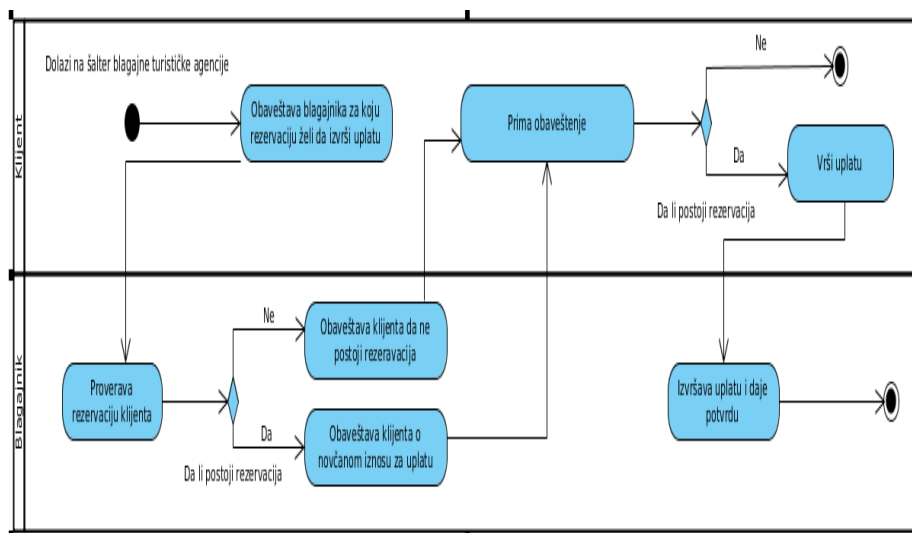 Klijent
Dolazi na šalter blagajne turističke agencije
Obaveštava blagajnika za koju
rezervaciju želi da izvrši uplatu
Prima obaveštenje
Ne
Da
Da li postoji rezervacija
Vrši uplatu
Blagajnik
Proverava
rezervaciju klijenta
Ne
Da
Da li postoji rezervacija
Obaveštava klijenta da ne
postoji rezeravacija
Obaveštava klijenta o
novčanom iznosu za uplatu
Izvršava uplatu i daje
potvrdu